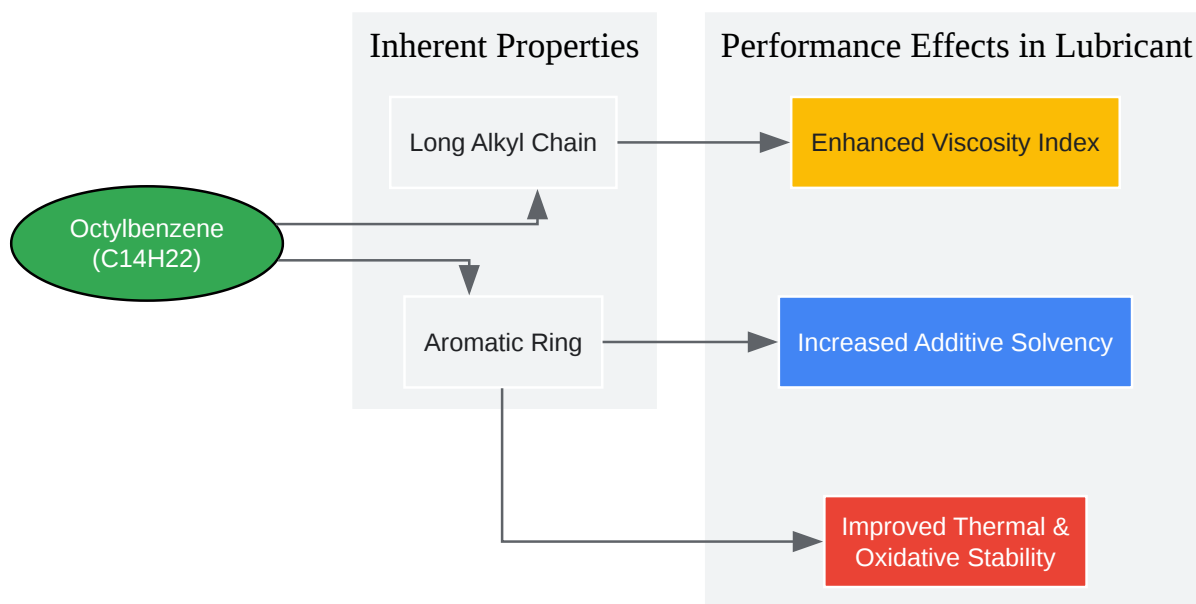 Inherent Properties
Performance Effects in Lubricant
Long Alkyl Chain
Enhanced Viscosity Index
Octylbenzene
(C14H22)
Aromatic Ring
Increased Additive Solvency
Improved Thermal &
Oxidative Stability